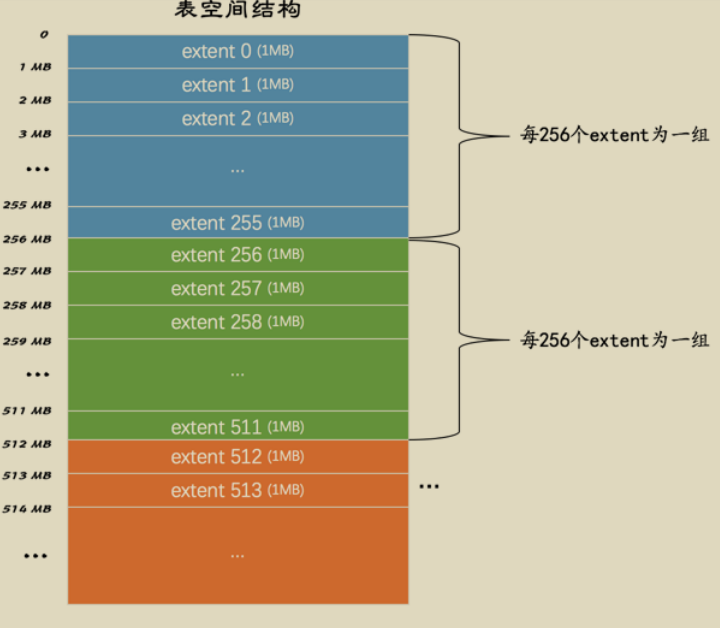 表空间结构
0
extent 0 (1MB)
1 MB
extent 1 (1MB)
2 MB
extent 2 (1MB)
3 MB
每256个extent为一组
...
...
255 MB
extent 255 (1MB)
256 MB
extent 256 (1MB)
257 MB
extent 257 (1MB)
258 MB
extent 258 (1MB)
259 MB
每256个extent为一组
...
...
511 MB
extent 511 (1MB)
512 MB
extent 512 (1MB)
513 MB
extent 513 (1MB)
...
514 MB
...
...